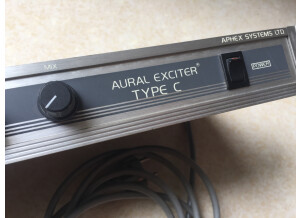 APHEX SYSTEMS LTD.
MIX
AURAL EXCITER®
TYPE C
POWER